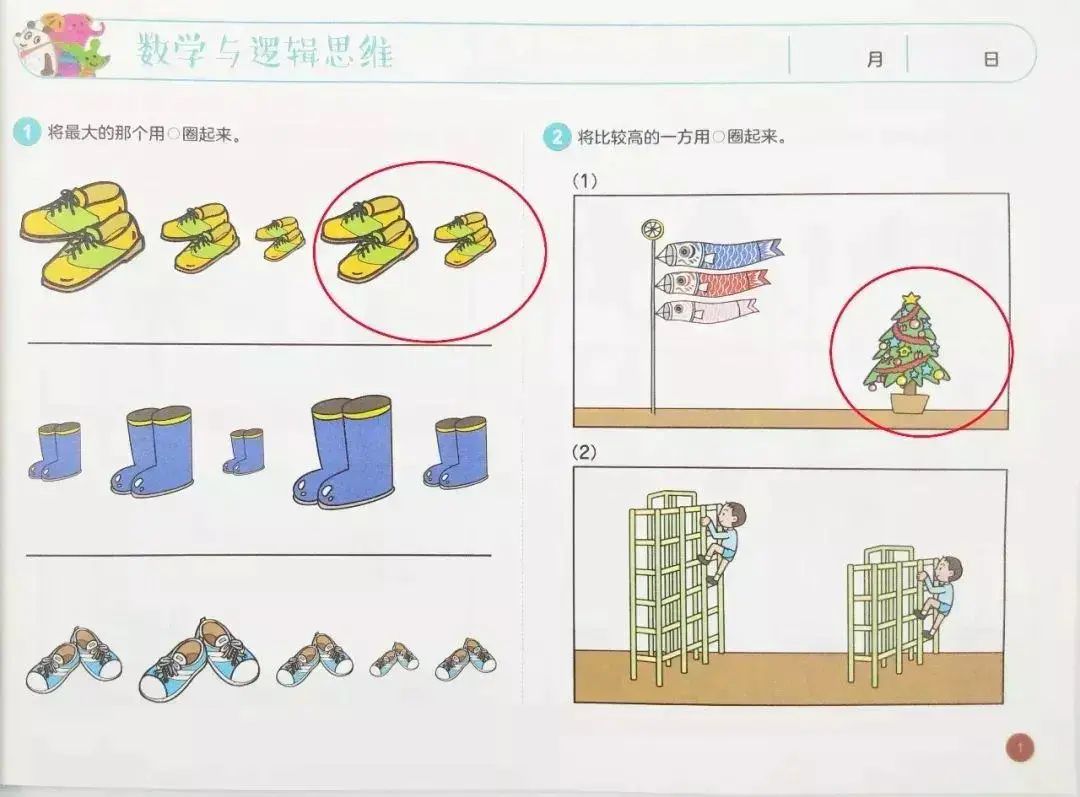 数学与逻辑思维
月 日
1 将最大的那个用○圈起来。
2 将比较高的一方用○圈起来。
(1)
(2)
1